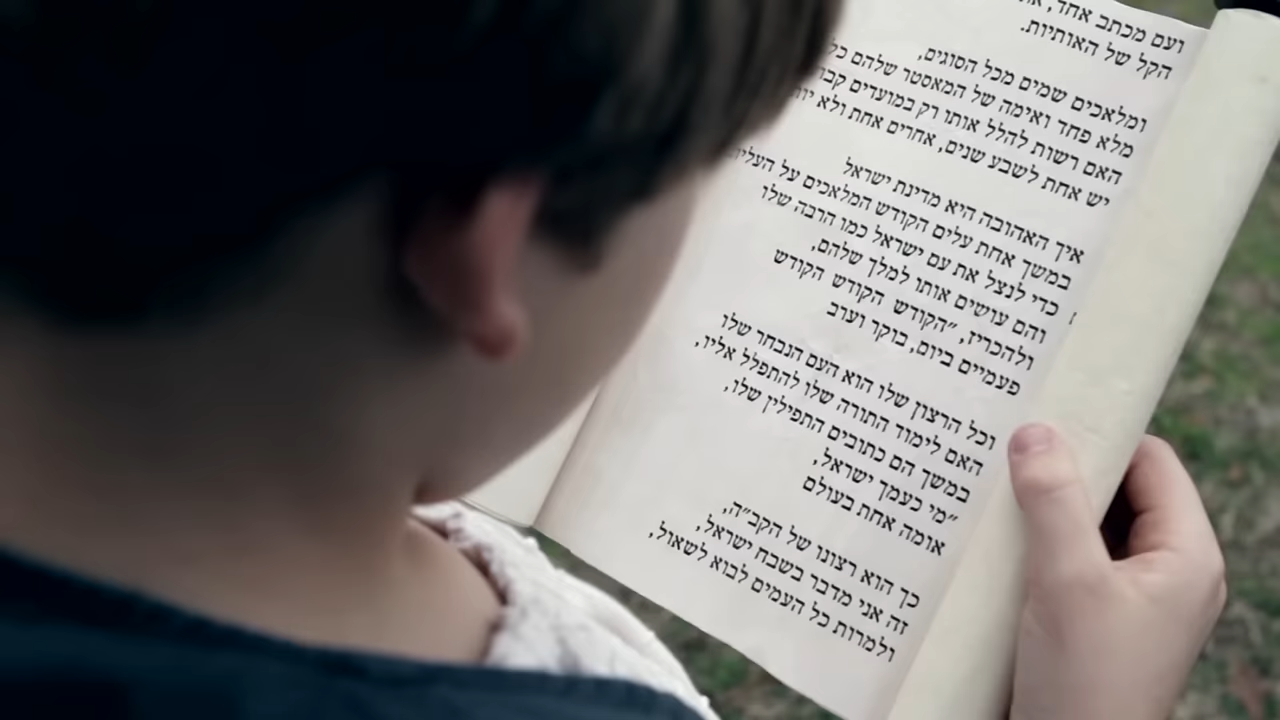 ועם מכתב אחד,
הקל של האותיות.
ומלאכים שמים מכל הסוגים,
מלא פחד ואימה של המאסטר שלהם
האם רשות להלל אותו רק במועדים
יש אחת לשבע שנים, אחרים אחת ולא
איך האהובה היא מדינת ישראל
במשך אחת עלים הקודש המלאכים על
כדי לנצל את עם ישראל כמו הרבה שלו
והם עושים אותו למלך שלהם,
ולהכריז, "הקודש הקודש הקודש
פעמיים ביום, בוקר וערב
וכל הרצון שלו הוא העם הנבחר שלו
האם לימוד התורה שלו להתפלל אליו,
במשך הם כתובים התפילין שלו,
"מי כעמך ישראל,
אומה אחת בעולם
כך הוא רצונו של הקב"ה,
זה אני מדבר בשבח ישראל,
ולמרות כל העמים לבוא לשאול,